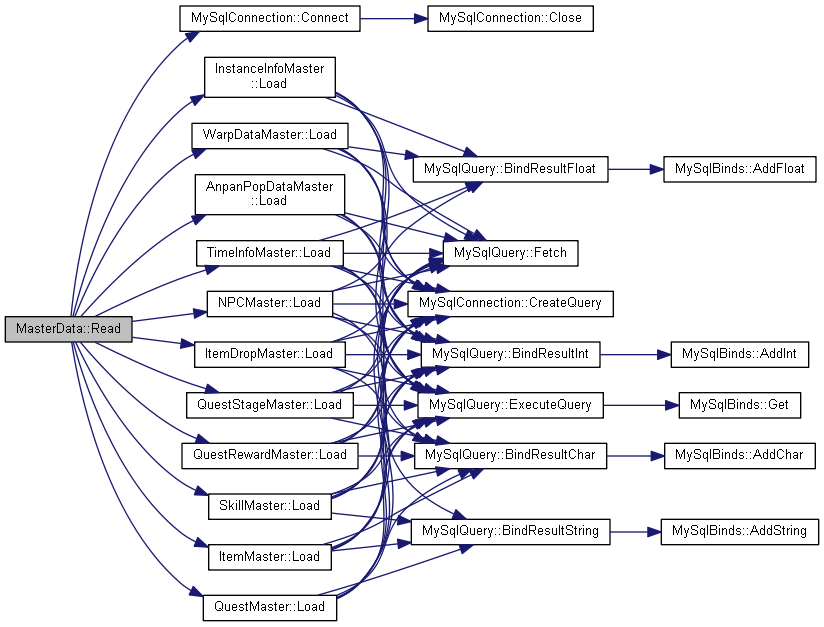 MySqlConnection::Connect
MySqlConnection::Close
InstanceInfoMaster
::Load
WarpDataMaster::Load
MySqlQuery::BindResultFloat
MySqlBinds::AddFloat
AnpanPopDataMaster
::Load
TimeInfoMaster::Load
MySqlQuery::Fetch
NPCMaster::Load
MySqlConnection::CreateQuery
MasterData::Read
ItemDropMaster::Load
MySqlQuery::BindResultInt
MySqlBinds::AddInt
QuestStageMaster::Load
MySqlQuery::ExecuteQuery
MySqlBinds::Get
QuestRewardMaster::Load
MySqlQuery::BindResultChar
MySqlBinds::AddChar
SkillMaster::Load
MySqlQuery::BindResultString
MySqlBinds::AddString
ItemMaster::Load
QuestMaster::Load